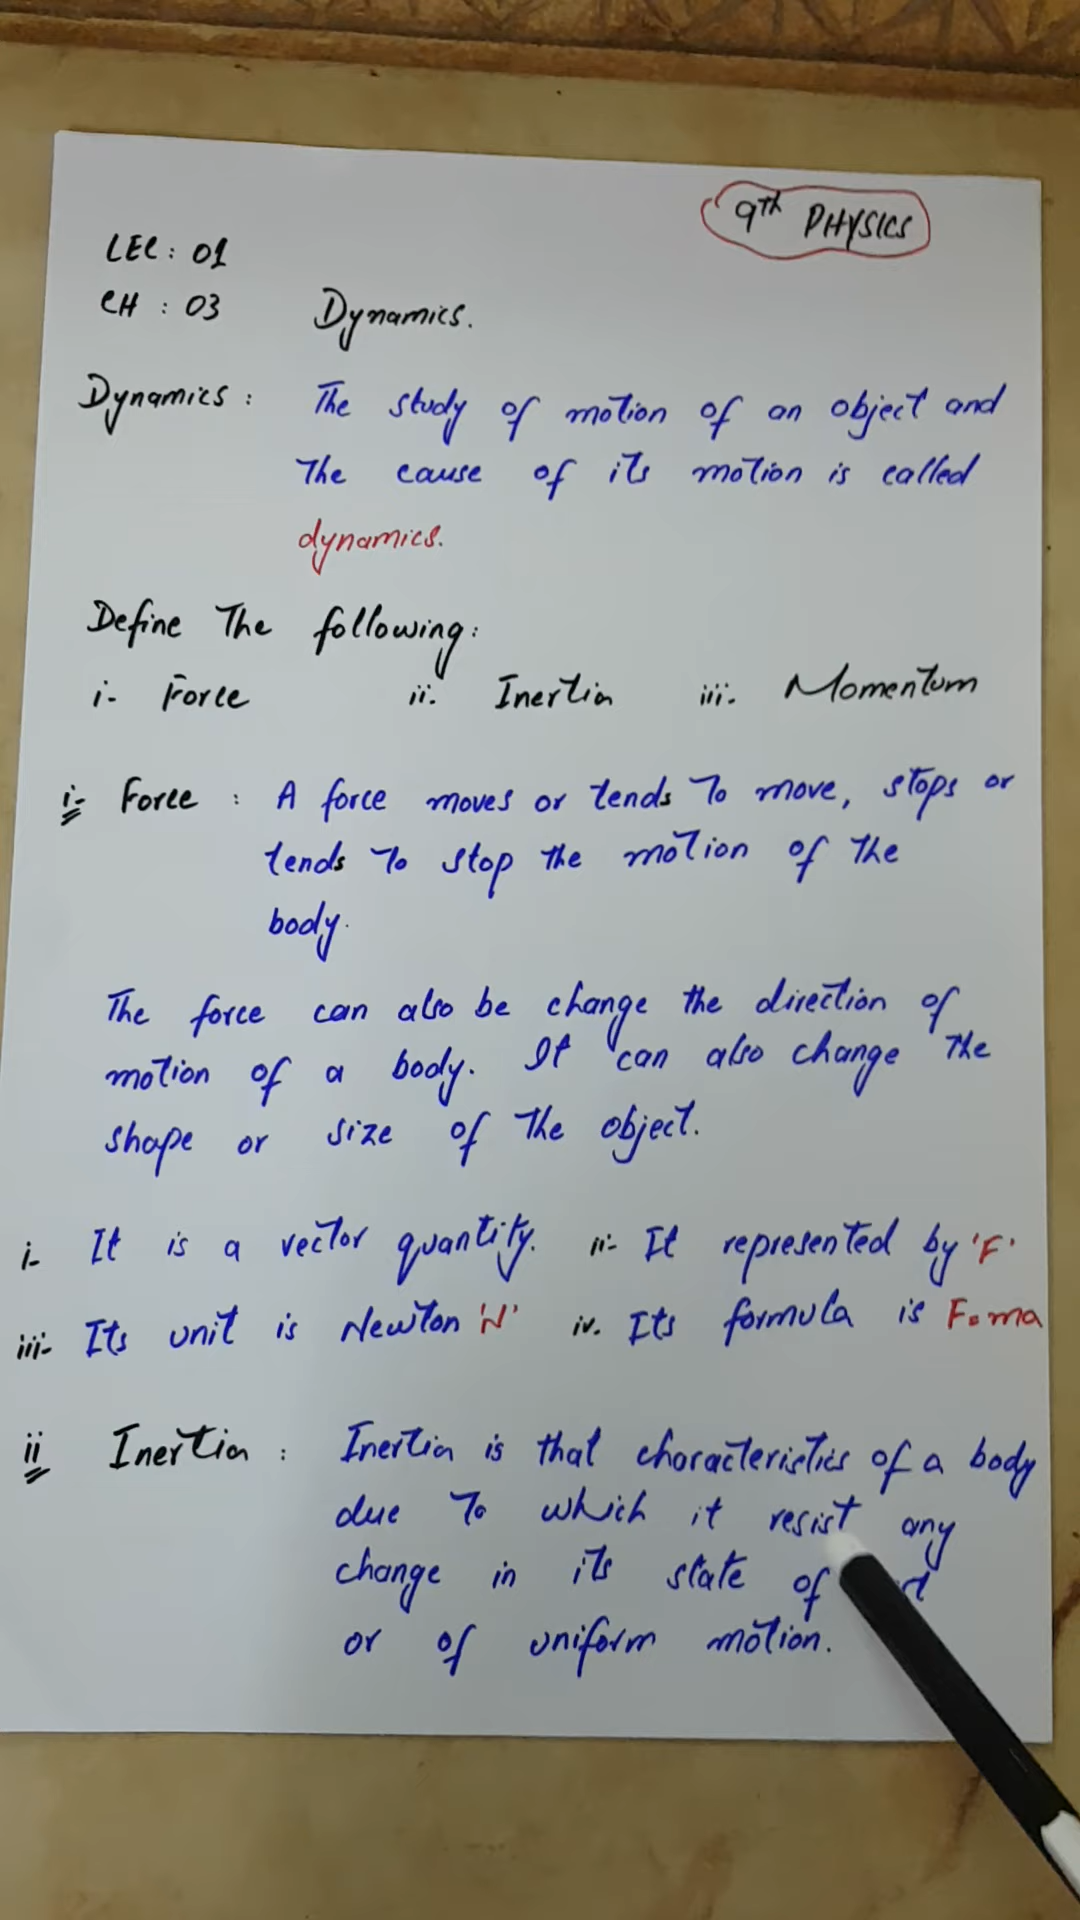 9th PHYSICS
LEC: 01
CH : 03 Dynamics.
Dynamics: The study of motion of an object and
The cause of its motion is called
dynamics.
Define The following:
i- Force ii. Inertia iii. Momentum
i- Force : A force moves or tends To move, stops or
tends To stop the motion of the
body.
The force can also be change the direction of
motion of a body. It can also change The
shape or size of The object.
i- It is a vector quantity. ii- It represented by 'F'
iii- Its unit is Newton 'N' iv. Its formula is F=ma
ii Inertia : Inertia is that characteristics of a body
due To which it resist any
change in its state of
or of uniform motion.